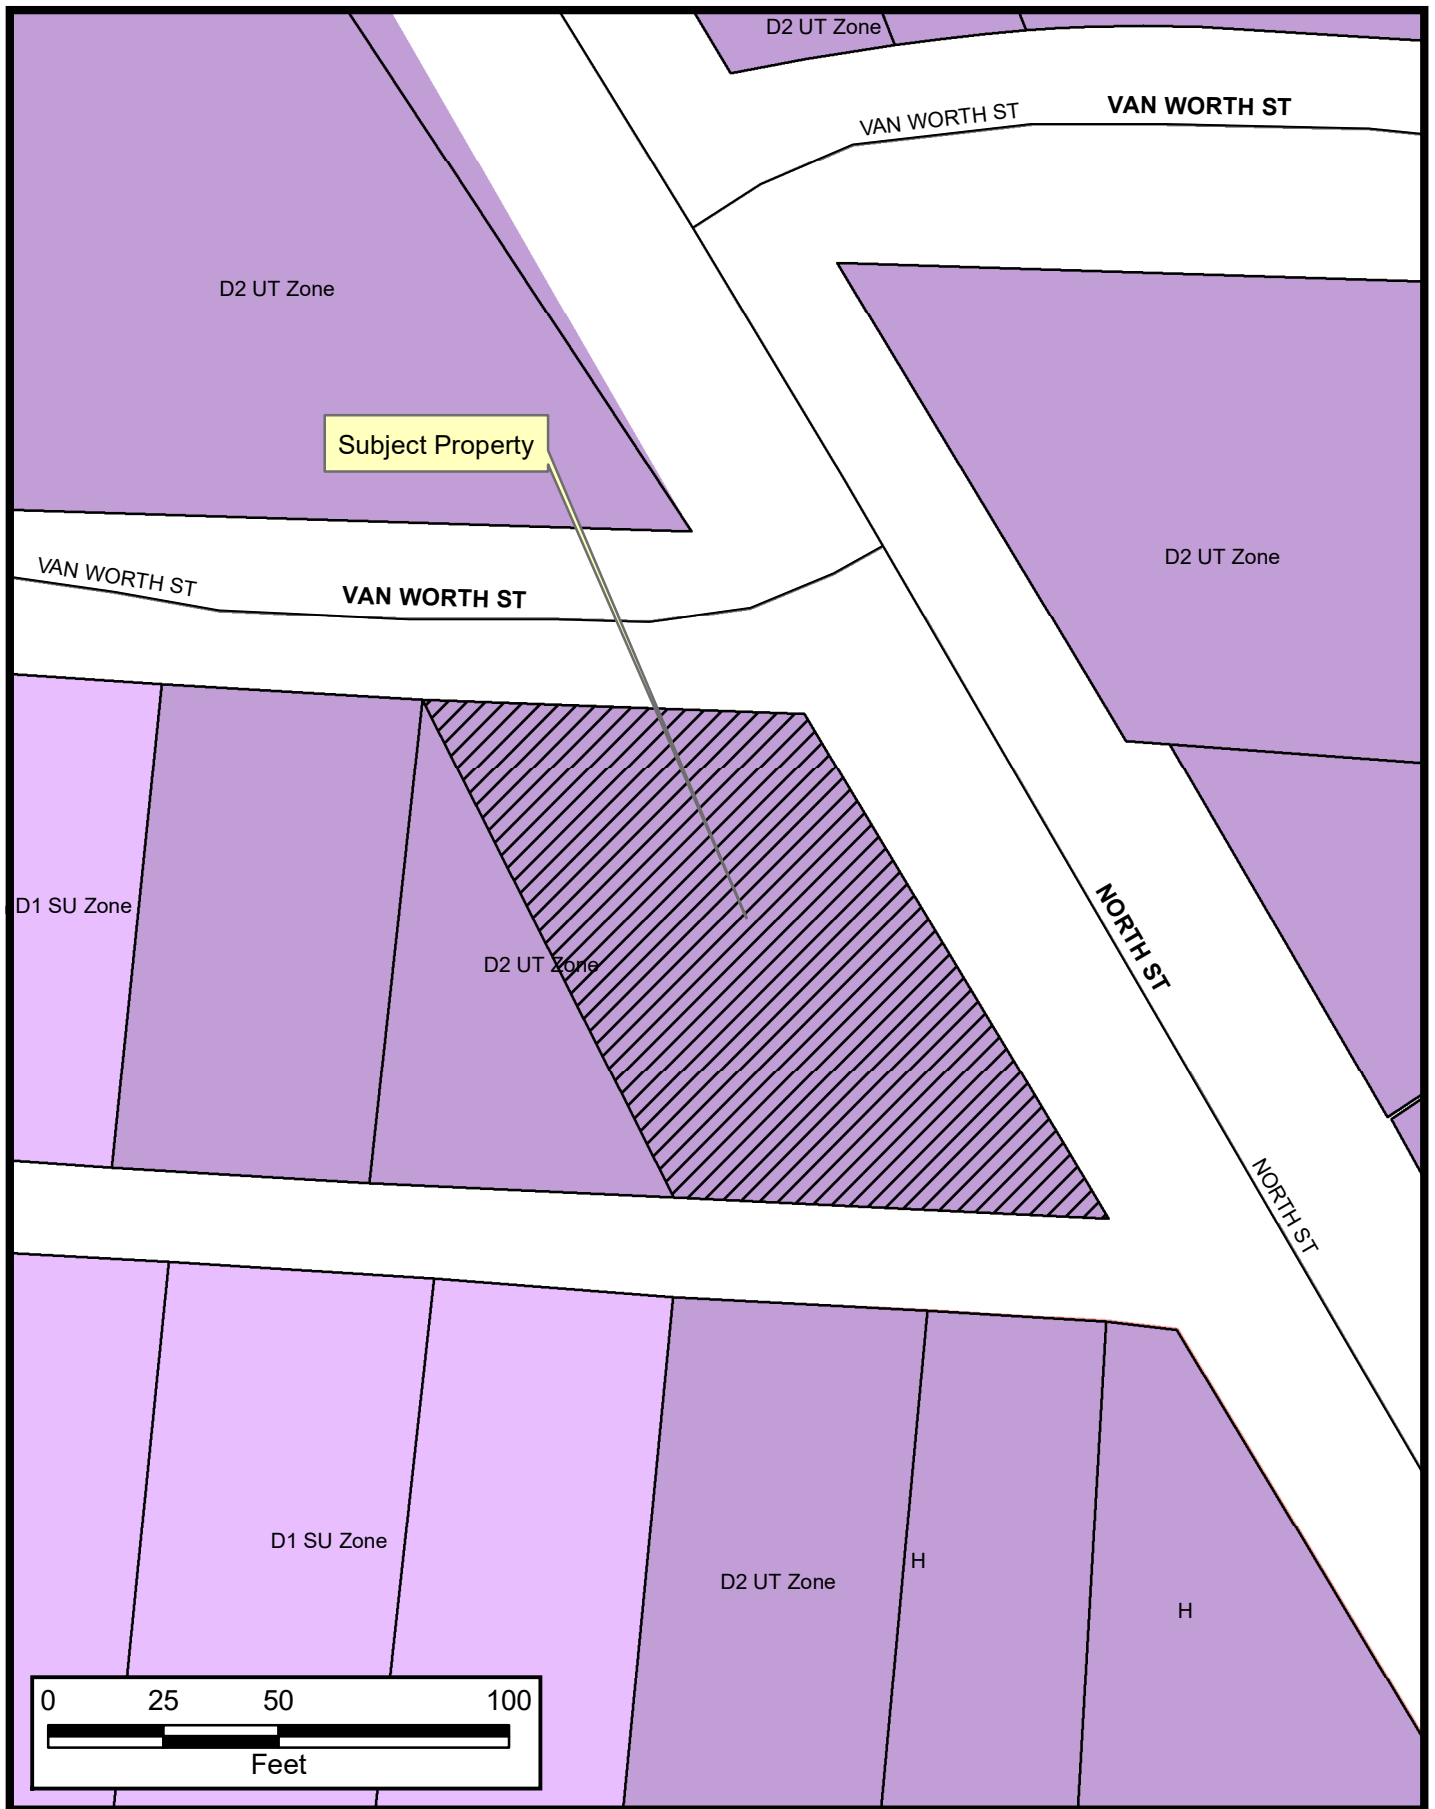 D2 UT Zone
VAN WORTH ST
VAN WORTH ST
D2 UT Zone
Subject Property
D2 UT Zone
VAN WORTH ST
VAN WORTH ST
D1 SU Zone
NORTH ST
D2 UT Zone
NORTH ST
D1 SU Zone
D2 UT Zone
H
H
0 25 50 100
Feet